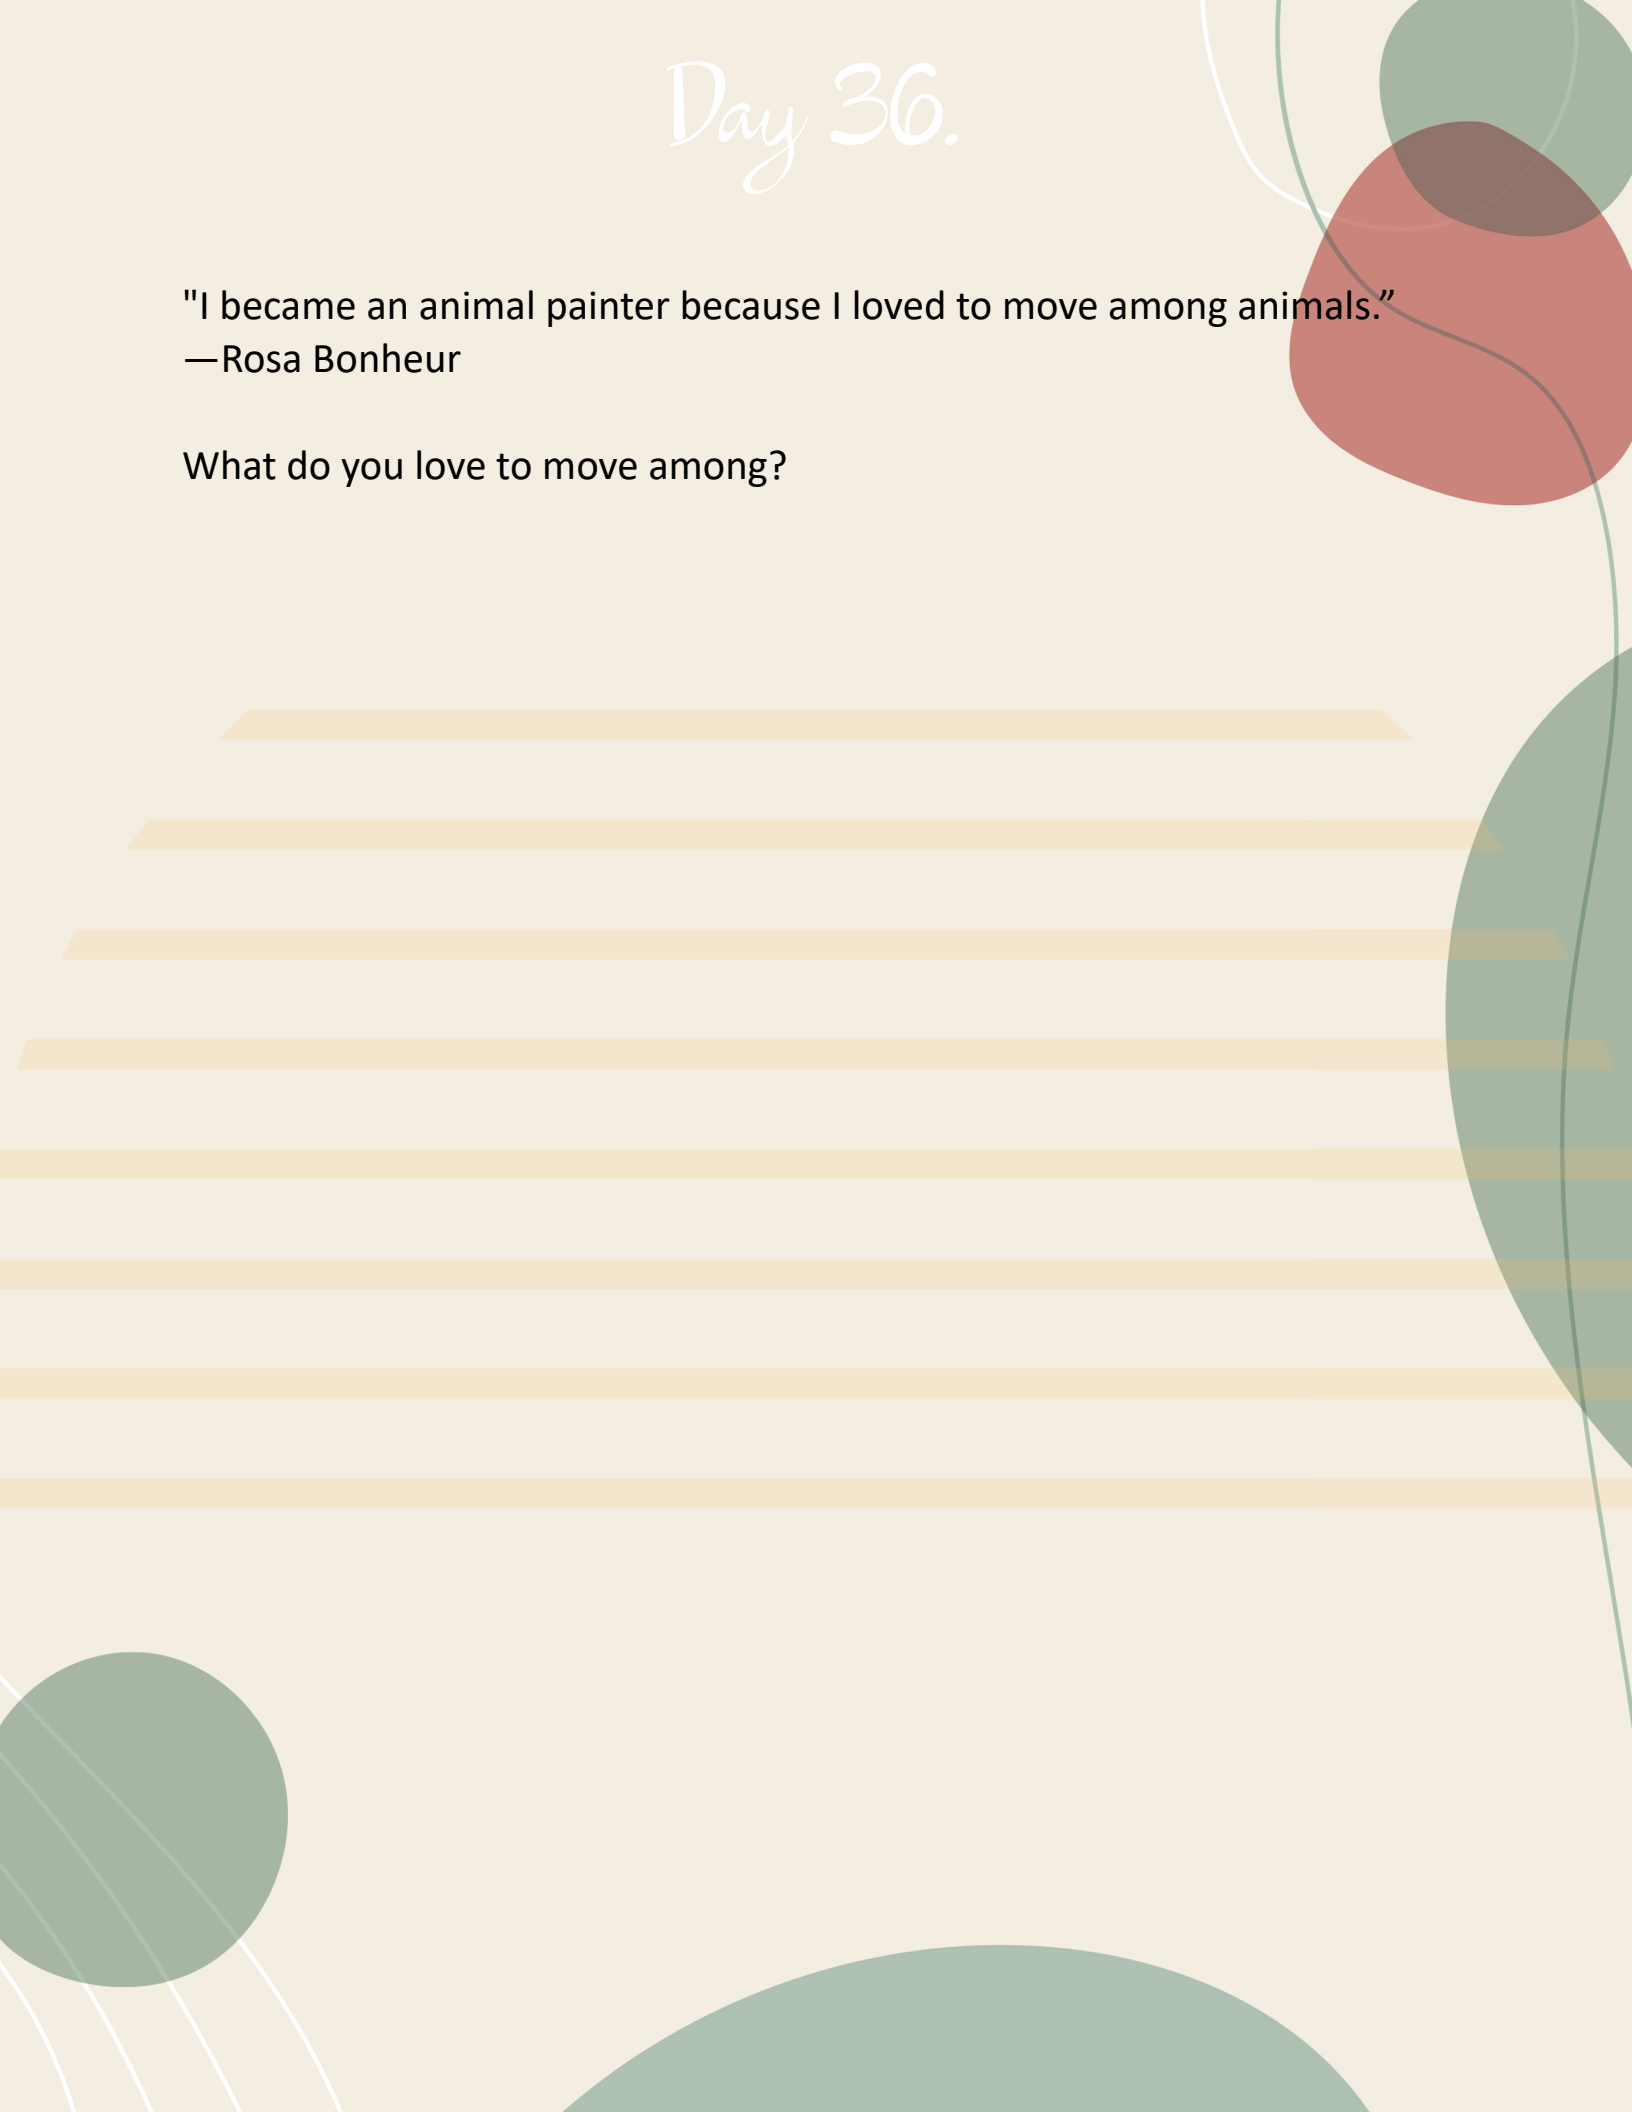 Day 36.
"I became an animal painter because I loved to move among animals.”
—Rosa Bonheur
What do you love to move among?